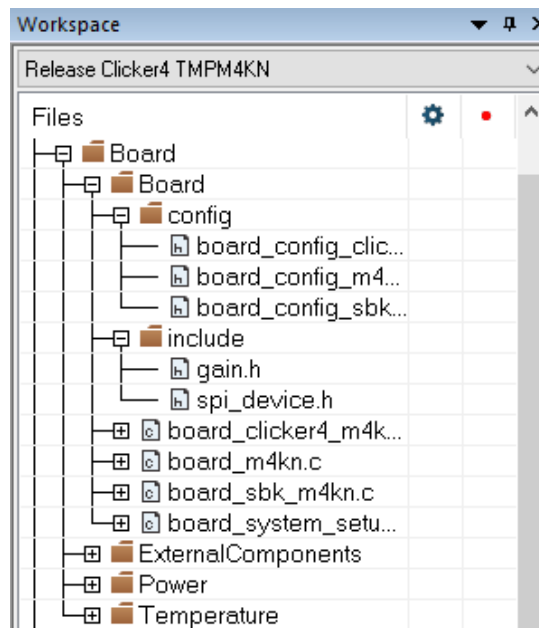 Workspace
Release Clicker4 TMPM4KN
Files
Board
Board
config
board_config_clic...
board_config_m4...
board_config_sbk...
include
gain.h
spi_device.h
board_clicker4_m4k...
board_m4kn.c
board_sbk_m4kn.c
board_system_setu...
ExternalComponents
Power
Temperature